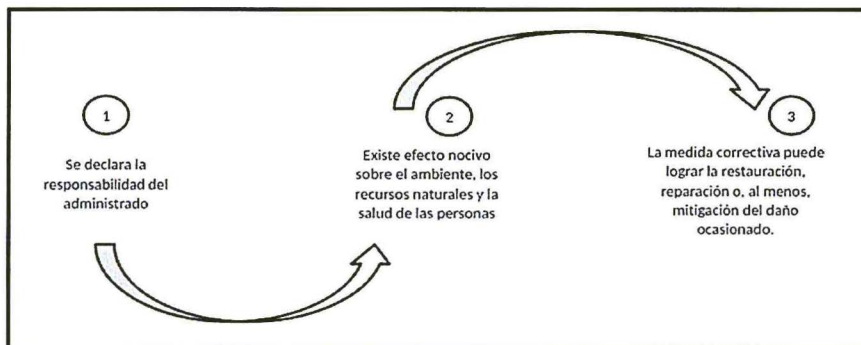 1
Se declara la
responsabilidad del
administrado
2
Existe efecto nocivo
sobre el ambiente, los
recursos naturales y la
salud de las personas
3
La medida correctiva puede
lograr la restauración,
reparación o, al menos,
mitigación del daño
ocasionado.